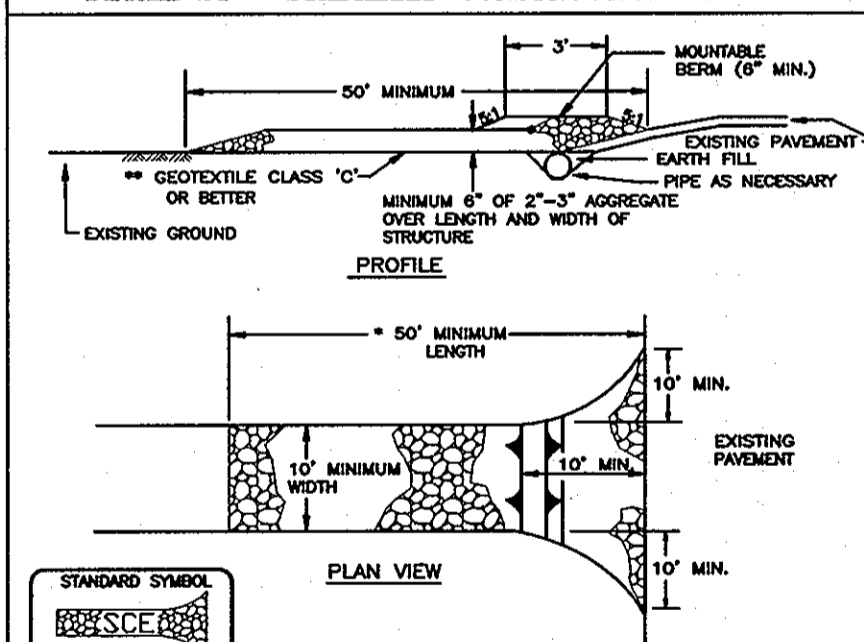 3'
MOUNTABLE
BERM (6" MIN.)
50' MINIMUM
5:1
5:1
EXISTING PAVEMENT
EARTH FILL
PIPE AS NECESSARY
** GEOTEXTILE CLASS 'C'
OR BETTER
MINIMUM 6" OF 2"-3" AGGREGATE
OVER LENGTH AND WIDTH OF
STRUCTURE
EXISTING GROUND
PROFILE
* 50' MINIMUM
LENGTH
10' MIN.
EXISTING
PAVEMENT
10' MINIMUM
WIDTH
10' MIN.
10' MIN.
PLAN VIEW
STANDARD SYMBOL
SCE